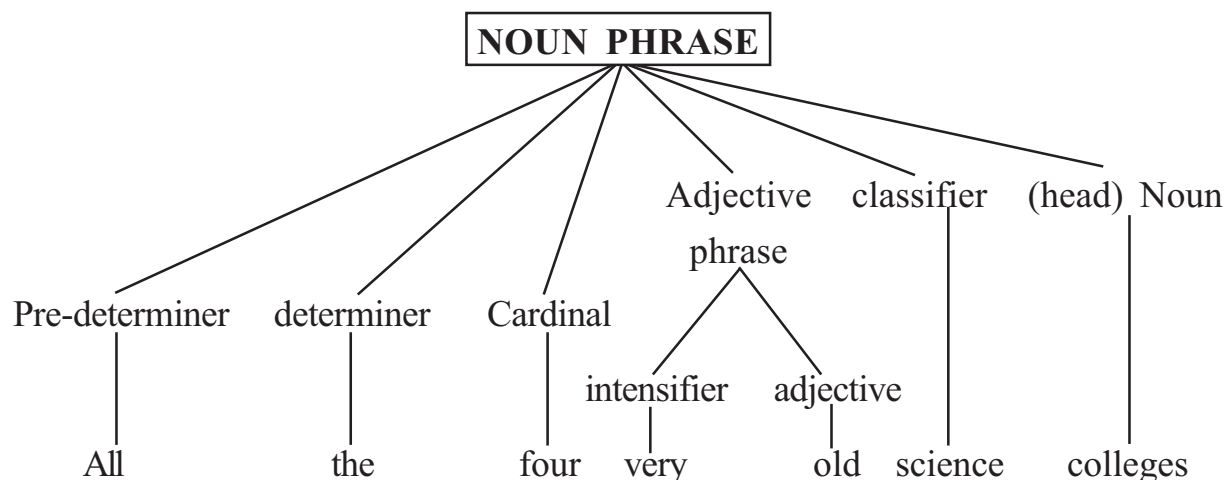 NOUN PHRASE
Adjective classifier (head) Noun
phrase
Pre-determiner determiner Cardinal
intensifier adjective
All the four very old science colleges